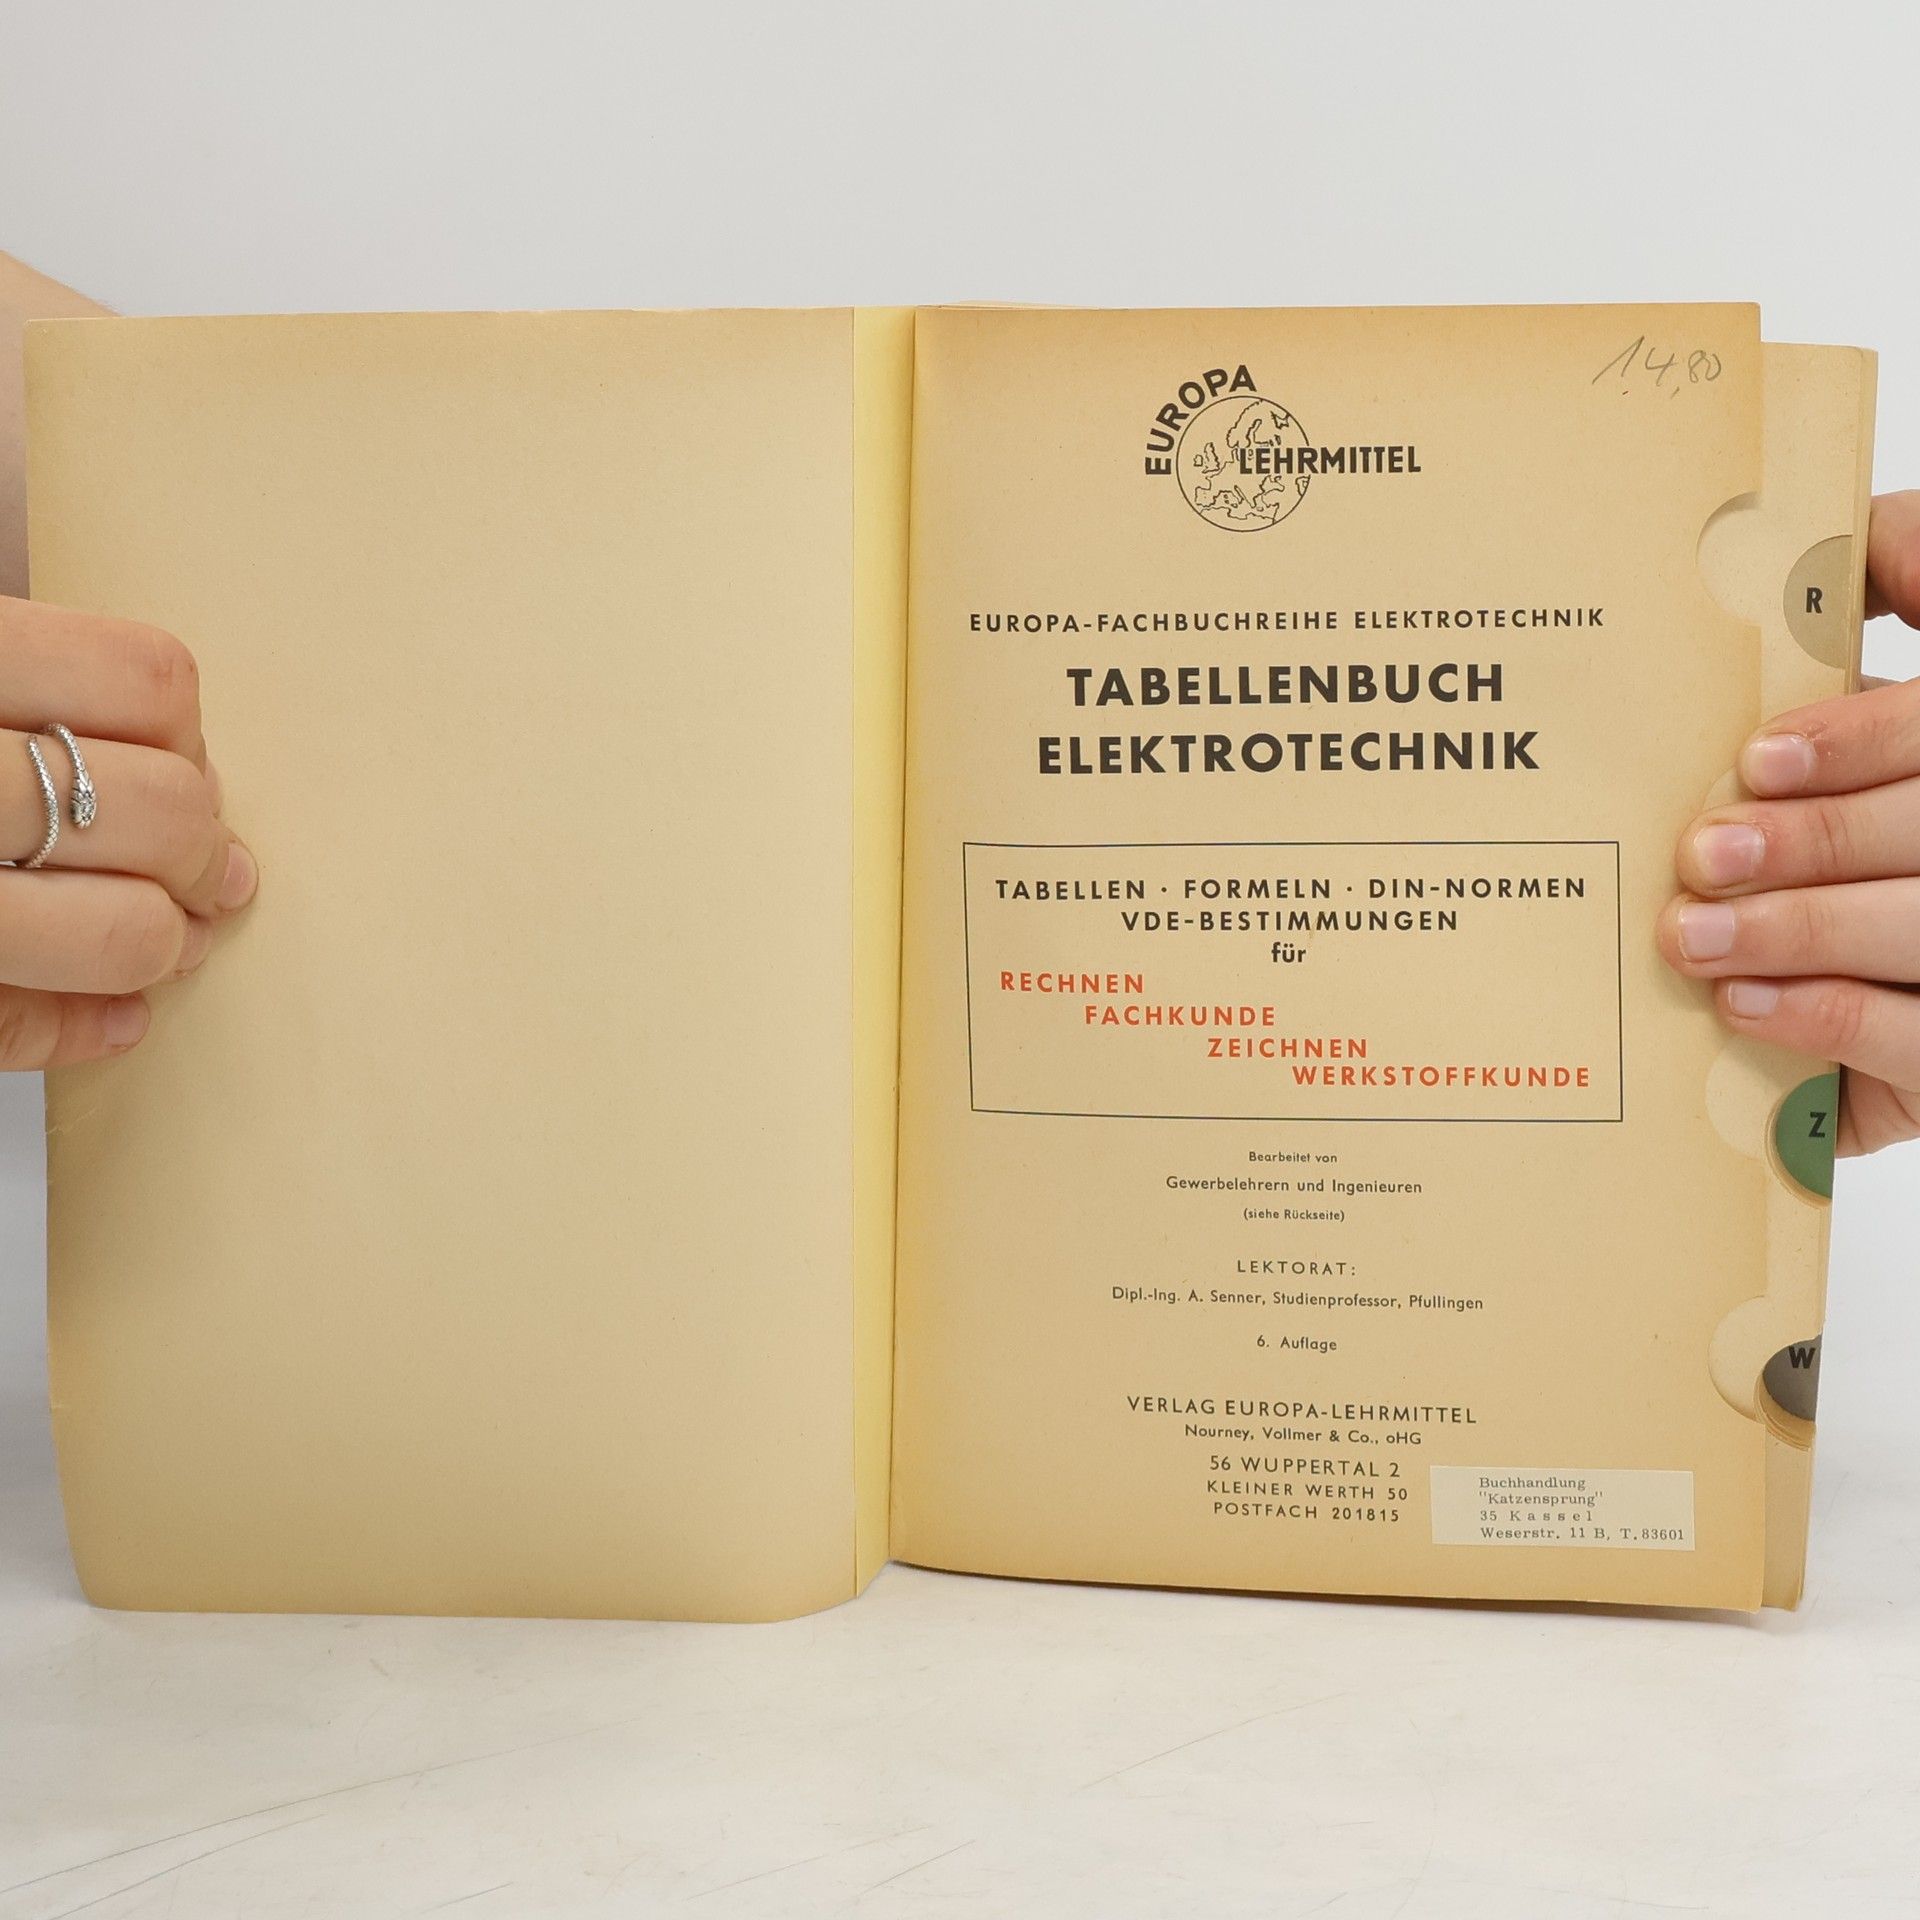 14,80
EUROPA
LEHRMITTEL
EUROPA-FACHBUCHREIHE ELEKTROTECHNIK
TABELLENBUCH
ELEKTROTECHNIK
TABELLEN · FORMELN · DIN-NORMEN
VDE-BESTIMMUNGEN
für
RECHNEN
FACHKUNDE
ZEICHNEN
WERKSTOFFKUNDE
Bearbeitet von
Gewerbelehrern und Ingenieuren
(siehe Rückseite)
LEKTORAT:
Dipl.-Ing. A. Senner, Studienprofessor, Pfullingen
6. Auflage
VERLAG EUROPA-LEHRMITTEL
Nourney, Vollmer & Co., oHG
56 WUPPERTAL 2
KLEINER WERTH 50
POSTFACH 201815
Buchhandlung
"Katzensprung"
35 Kassel
Weserstr. 11 B, T. 83601
R
Z
W